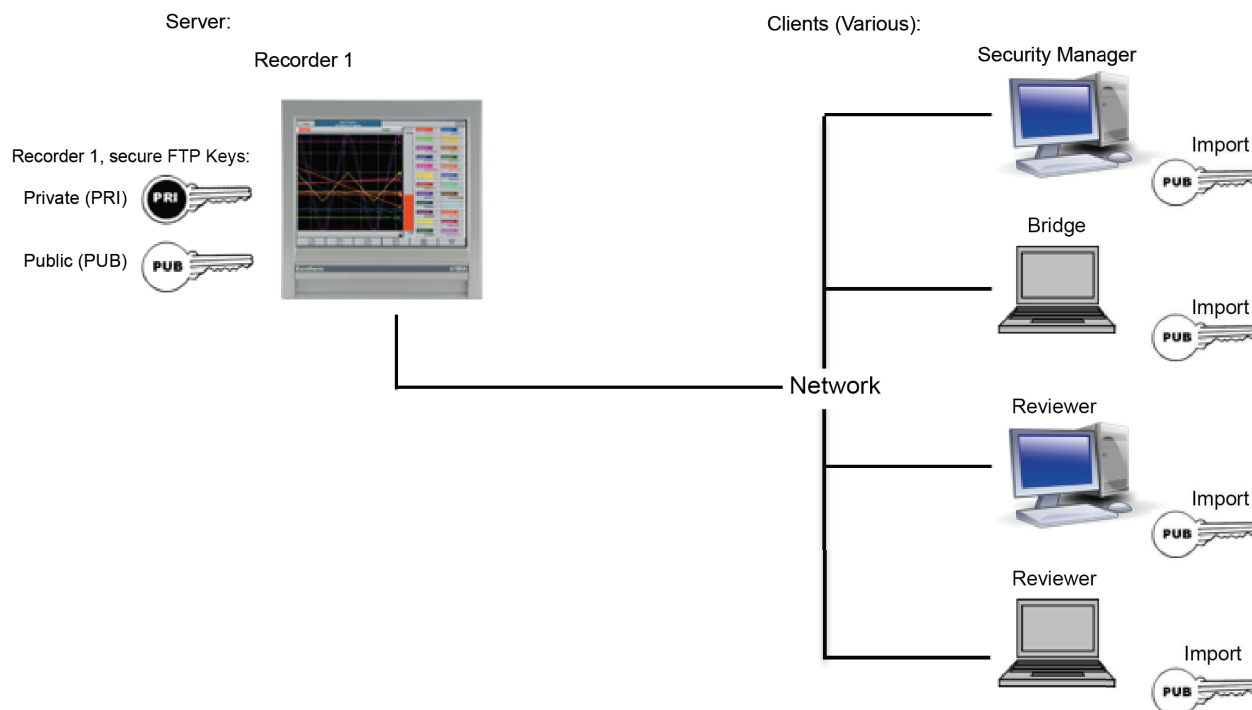 Server:
Recorder 1
Recorder 1, secure FTP Keys:
Private (PRI)
PRI
Public (PUB)
PUB
Network
Clients (Various):
Security Manager
Import
PUB
Bridge
Import
PUB
Reviewer
Import
PUB
Reviewer
Import
PUB